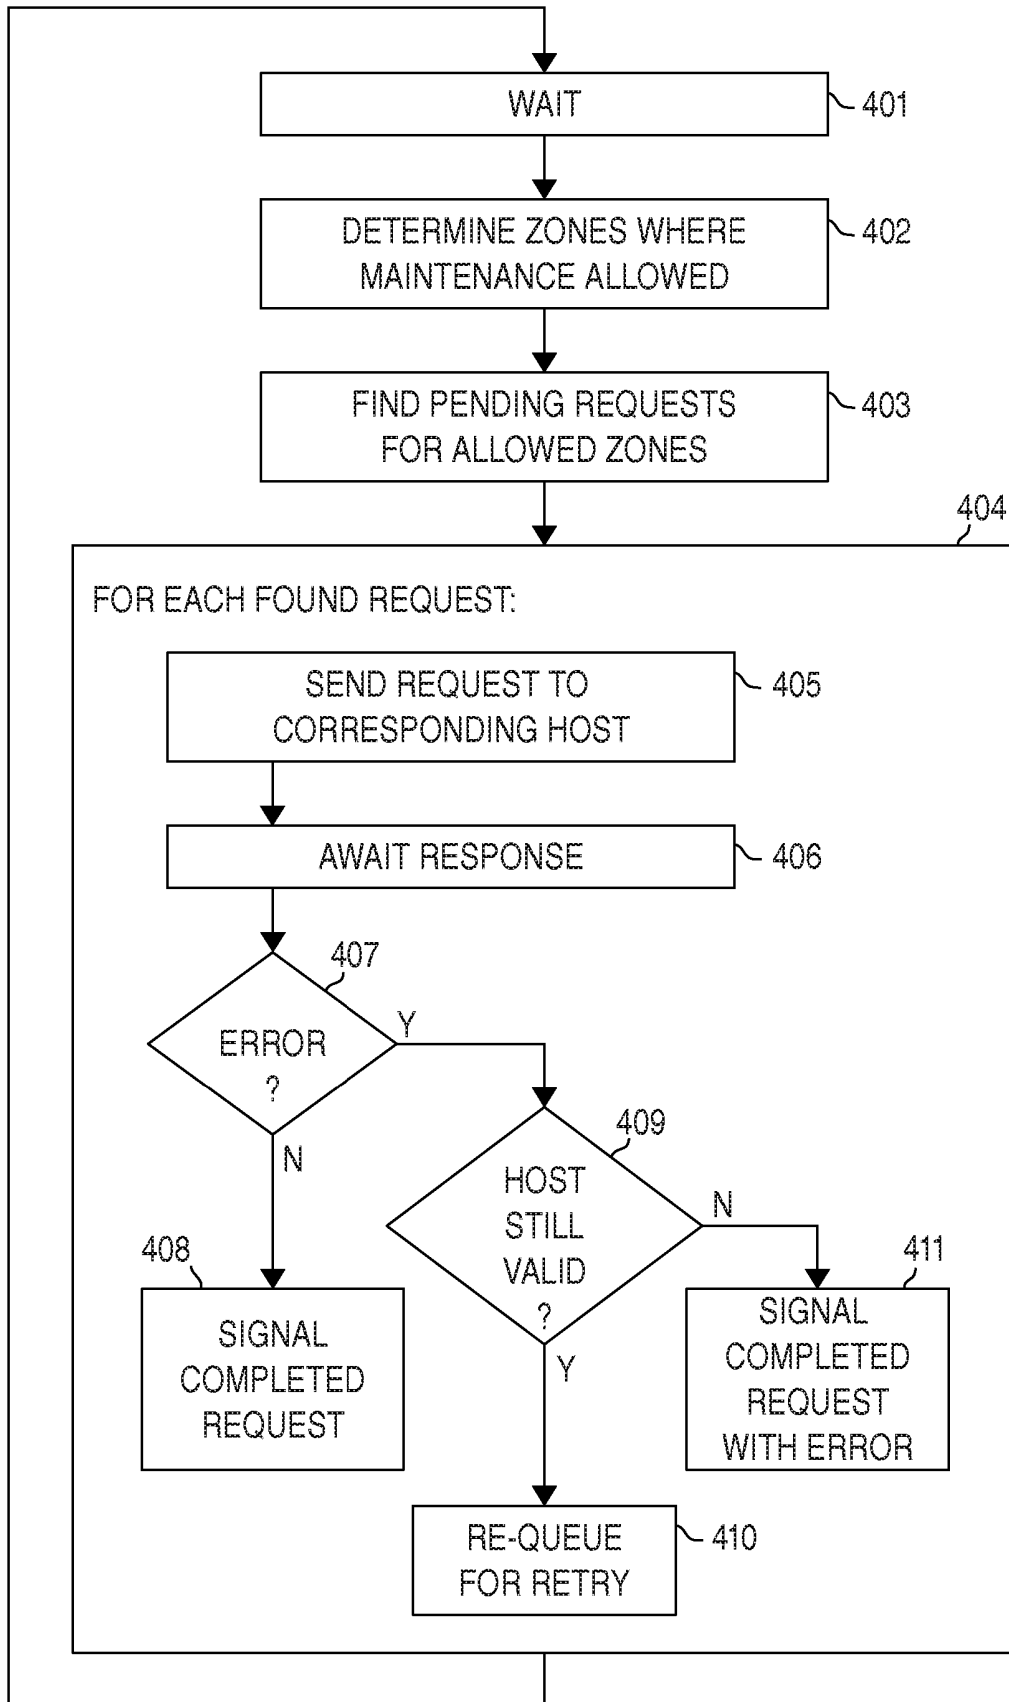 WAIT
401
DETERMINE ZONES WHERE
MAINTENANCE ALLOWED
402
FIND PENDING REQUESTS
FOR ALLOWED ZONES
403
404
FOR EACH FOUND REQUEST:
SEND REQUEST TO
CORRESPONDING HOST
405
AWAIT RESPONSE
406
407
ERROR
?
Y
N
409
HOST
STILL
VALID
?
N
Y
408
SIGNAL
COMPLETED
REQUEST
411
SIGNAL
COMPLETED
REQUEST
WITH ERROR
RE-QUEUE
FOR RETRY
410